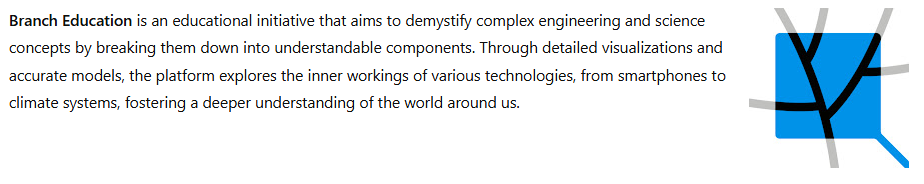 Branch Education is an educational initiative that aims to demystify complex engineering and science
concepts by breaking them down into understandable components. Through detailed visualizations and
accurate models, the platform explores the inner workings of various technologies, from smartphones to
climate systems, fostering a deeper understanding of the world around us.